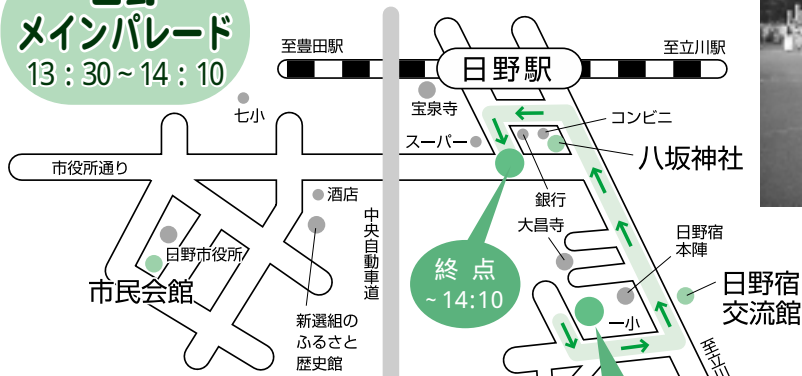 メインパレード
13：30～14：10
至豊田駅
日野駅
至立川駅
七小
宝泉寺
コンビニ
スーパー
八坂神社
市役所通り
銀行
酒店
中央自動車道
大昌寺
日野宿
本陣
日野市役所
市民会館
終 点
~14:10
日野宿
交流館
新選組の
ふるさと
歴史館
一小
至立川